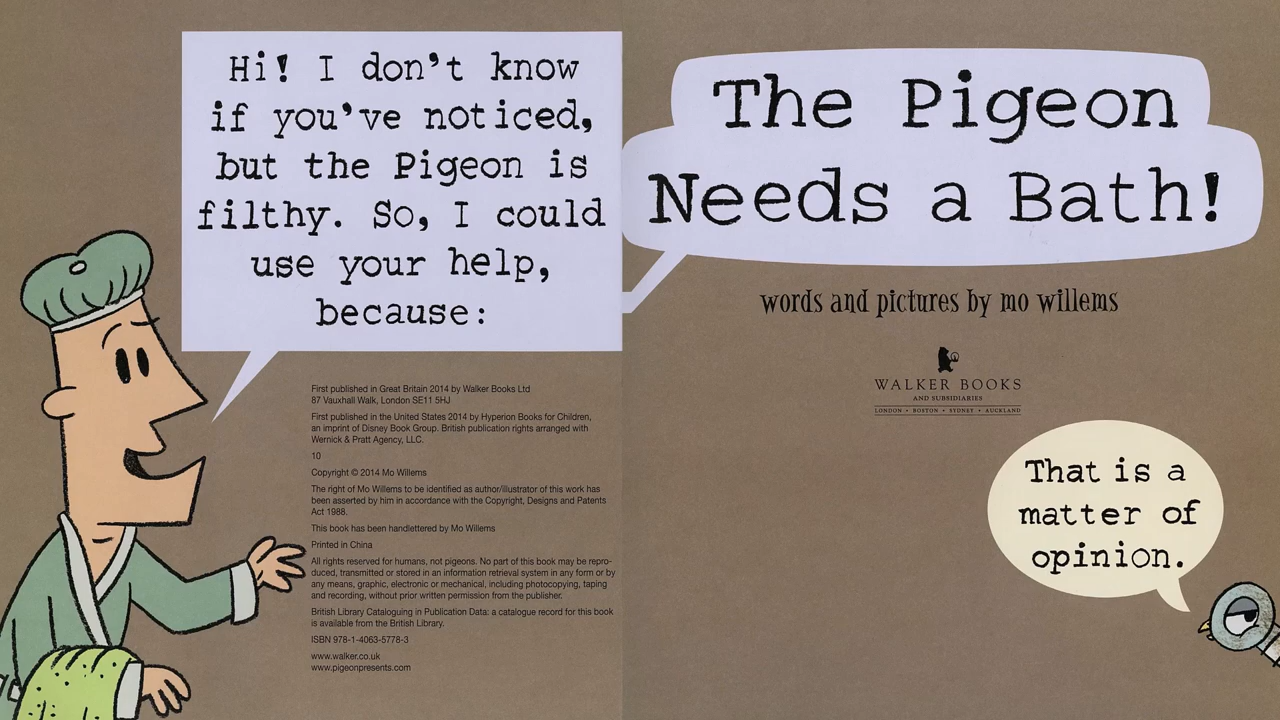 Hi! I don't know
if you've noticed,
but the Pigeon is
filthy. So, I could
use your help,
because:
First published in Great Britain 2014 by Walker Books Ltd
87 Vauxhall Walk, London SE11 5HJ
First published in the United States 2014 by Hyperion Books for Children,
an imprint of Disney Book Group. British publication rights arranged with
Wernick & Pratt Agency, LLC.
10
Copyright © 2014 Mo Willems
The right of Mo Willems to be identified as author/illustrator of this work has
been asserted by him in accordance with the Copyright, Designs and Patents
Act 1988.
This book has been handlettered by Mo Willems
Printed in China
All rights reserved for humans, not pigeons. No part of this book may be repro-
duced, transmitted or stored in an information retrieval system in any form or by
any means, graphic, electronic or mechanical, including photocopying, taping
and recording, without prior written permission from the publisher.
British Library Cataloguing in Publication Data: a catalogue record for this book
is available from the British Library.
ISBN 978-1-4063-5778-3
www.walker.co.uk
www.pigeonpresents.com
The Pigeon
Needs a Bath!
words and pictures by mo willems
WALKER BOOKS
AND SUBSIDIARIES
LONDON • BOSTON • SYDNEY • AUCKLAND
That is a
matter of
opinion.